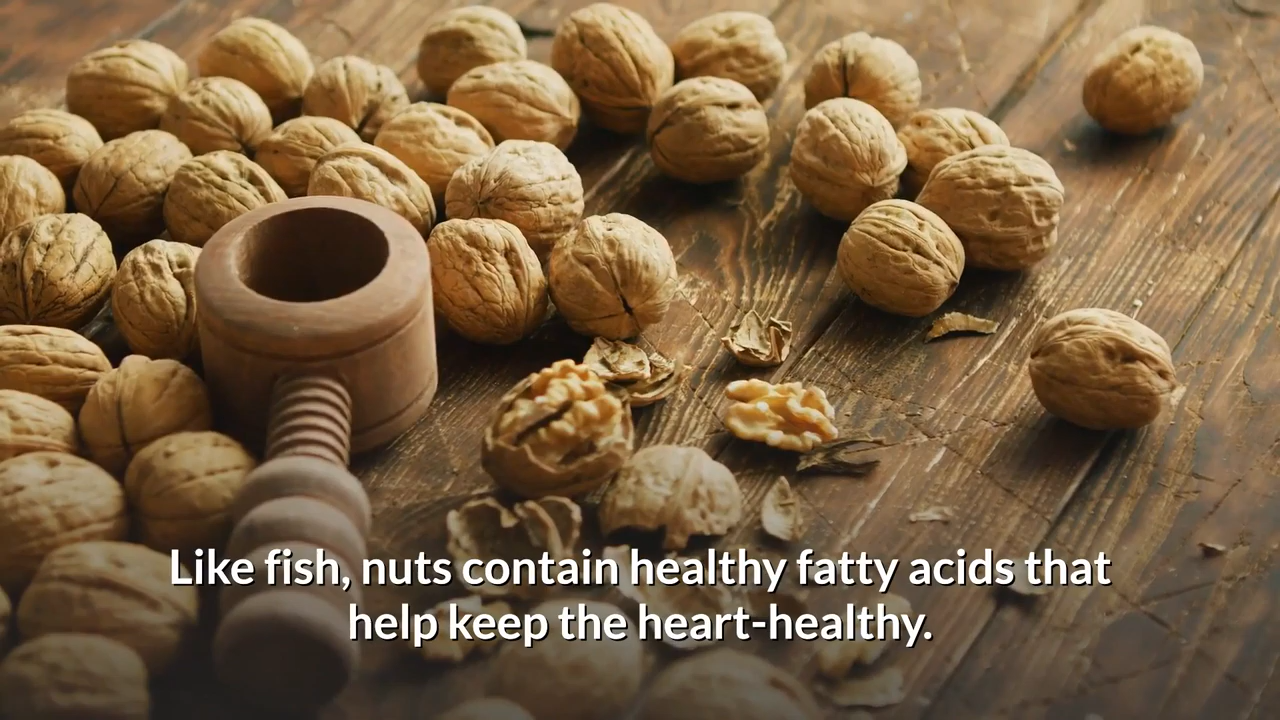 Like fish, nuts contain healthy fatty acids that
help keep the heart-healthy.